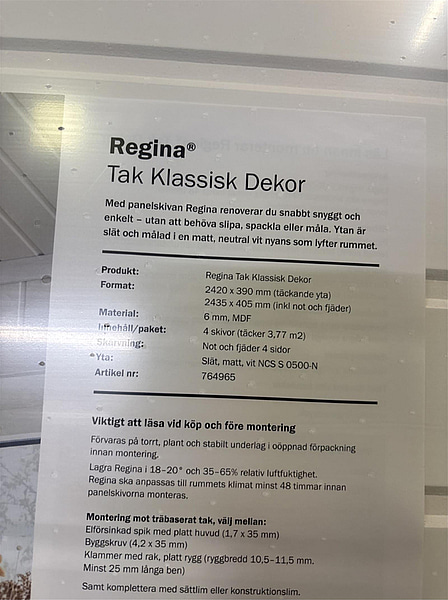 Regina®
Tak Klassisk Dekor
Med panelskivan Regina renoverar du snabbt snyggt och
enkelt – utan att behöva slipa, spackla eller måla. Ytan är
slät och målad i en matt, neutral vit nyans som lyfter rummet.
Produkt: Regina Tak Klassisk Dekor
Format: 2420 x 390 mm (täckande yta)
2435 x 405 mm (inkl not och fjäder)
Material: 6 mm, MDF
Innehåll/paket: 4 skivor (täcker 3,77 m2)
Skarvning: Not och fjäder 4 sidor
Yta: Slät, matt, vit NCS S 0500-N
Artikel nr: 764965
Viktigt att läsa vid köp och före montering
Förvaras på torrt, plant och stabilt underlag i oöppnad förpackning
innan montering.
Lagra Regina i 18–20° och 35–65% relativ luftfuktighet.
Regina ska anpassas till rummets klimat minst 48 timmar innan
panelskivorna monteras.
Montering mot träbaserat tak, välj mellan:
Elförsinkad spik med platt huvud (1,7 x 35 mm)
Byggskruv (4,2 x 35 mm)
Klammer med rak, platt rygg (ryggbredd 10,5–11,5 mm.
Minst 25 mm långa ben)
Samt komplettera med sättlim eller konstruktionslim.